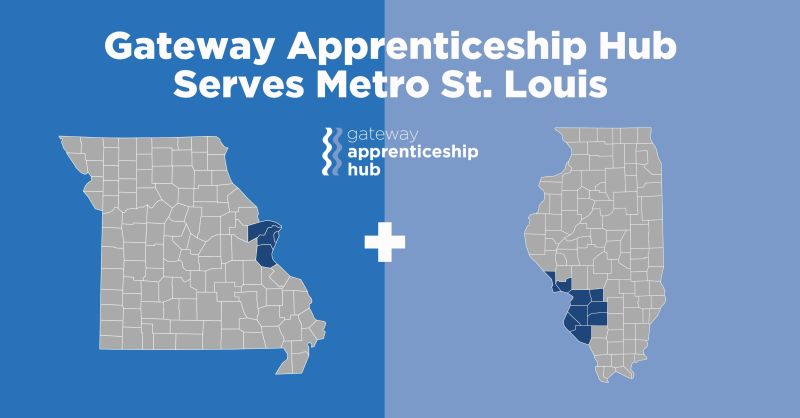 Gateway Apprenticeship Hub
Serves Metro St. Louis
gateway
apprenticeship
hub